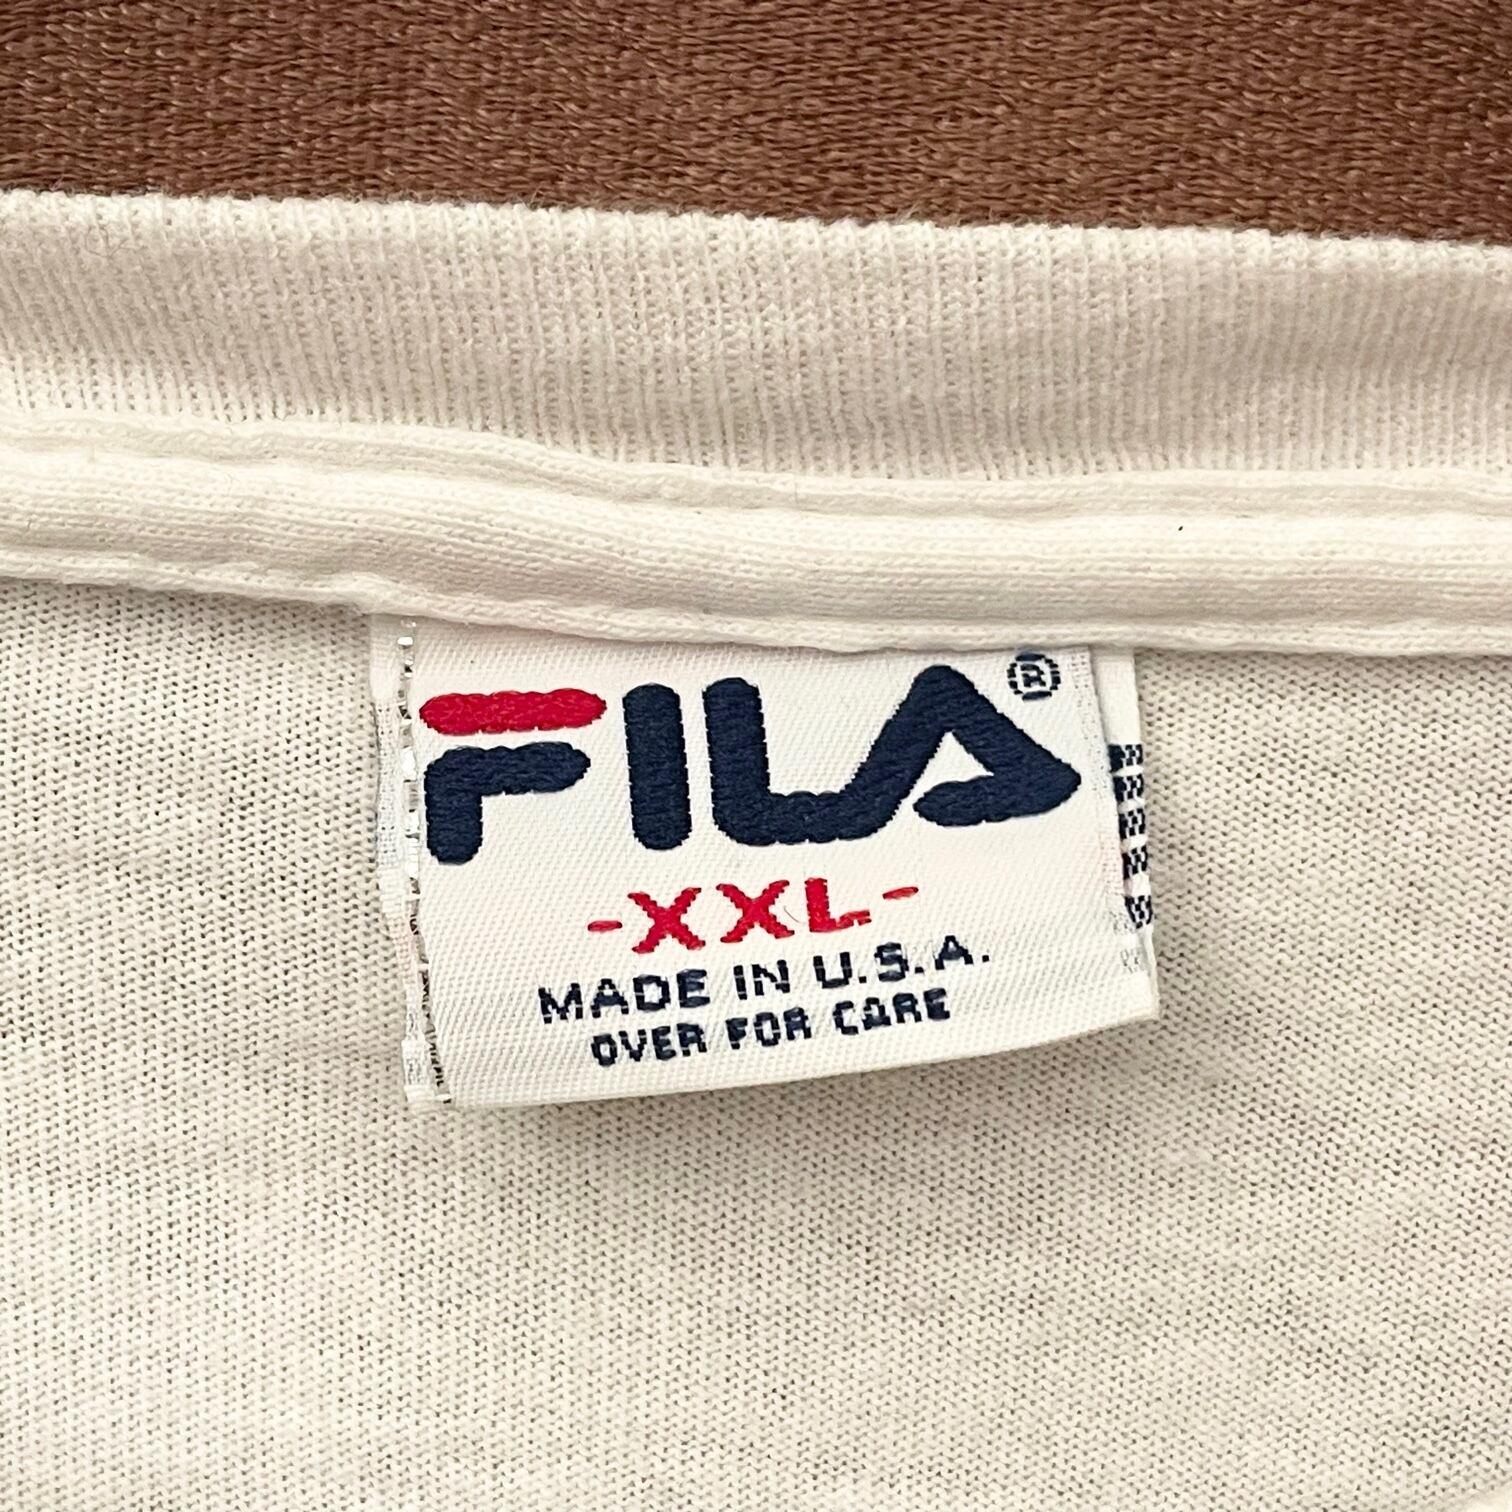 FILA®
-XXL-
MADE IN U.S.A.
OVER FOR CARE